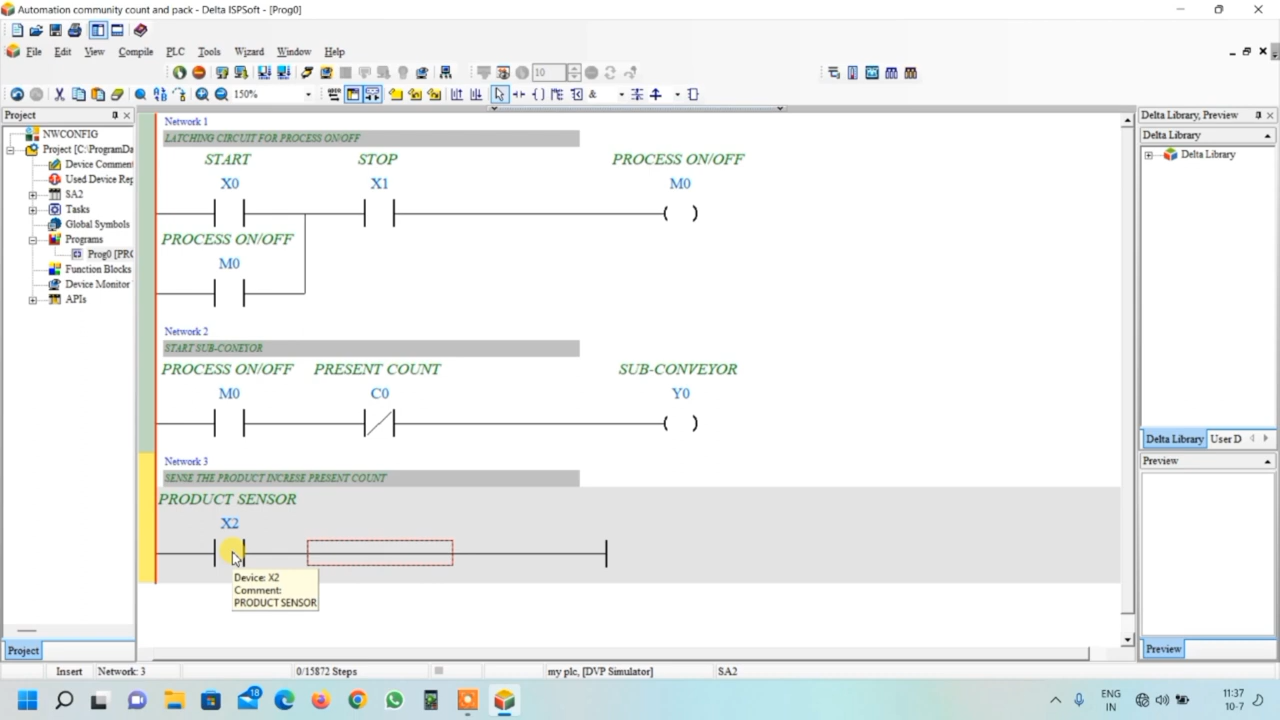 Automation community count and pack - Delta ISPSoft - [Prog0]
File Edit View Compile PLC Tools Wizard Window Help
10
150%
&
Project
NWCONFIG
Project [C:\ProgramDa
Device Commen
Used Device Rep
SA2
Tasks
Global Symbols
Programs
Prog0 [PRC
Function Blocks
Device Monitor
APIs
Project
Network 1
LATCHING CIRCUIT FOR PROCESS ON/OFF
START STOP PROCESS ON/OFF
X0 X1 M0
PROCESS ON/OFF
M0
Network 2
START SUB-CONEYOR
PROCESS ON/OFF PRESENT COUNT SUB-CONVEYOR
M0 C0 Y0
Network 3
SENSE THE PRODUCT INCRESE PRESENT COUNT
PRODUCT SENSOR
X2
Device: X2
Comment:
PRODUCT SENSOR
Delta Library, Preview
Delta Library
Delta Library
Delta Library User D
Preview
Preview
Insert Network: 3 0/15872 Steps my plc, [DVP Simulator] SA2
18
ENG
IN
11:37
10-7